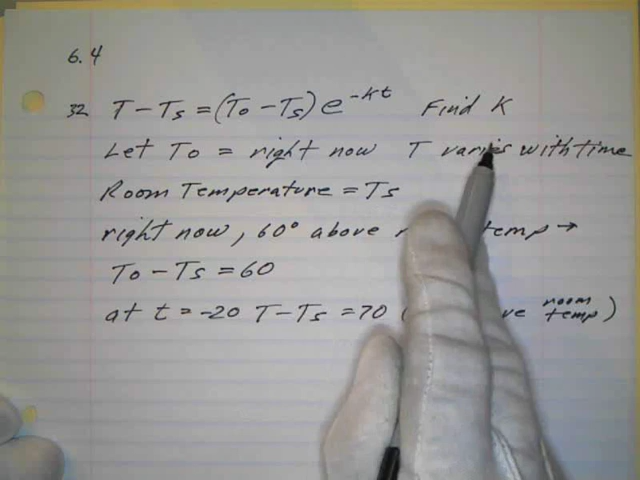 6.4
32 T - Ts = (To - Ts) e^-kt Find K
Let To = right now T varies with time
Room Temperature = Ts
right now, 60° above temp →
To - Ts = 60
at t = -20 T - Ts = 70 ( room temp)